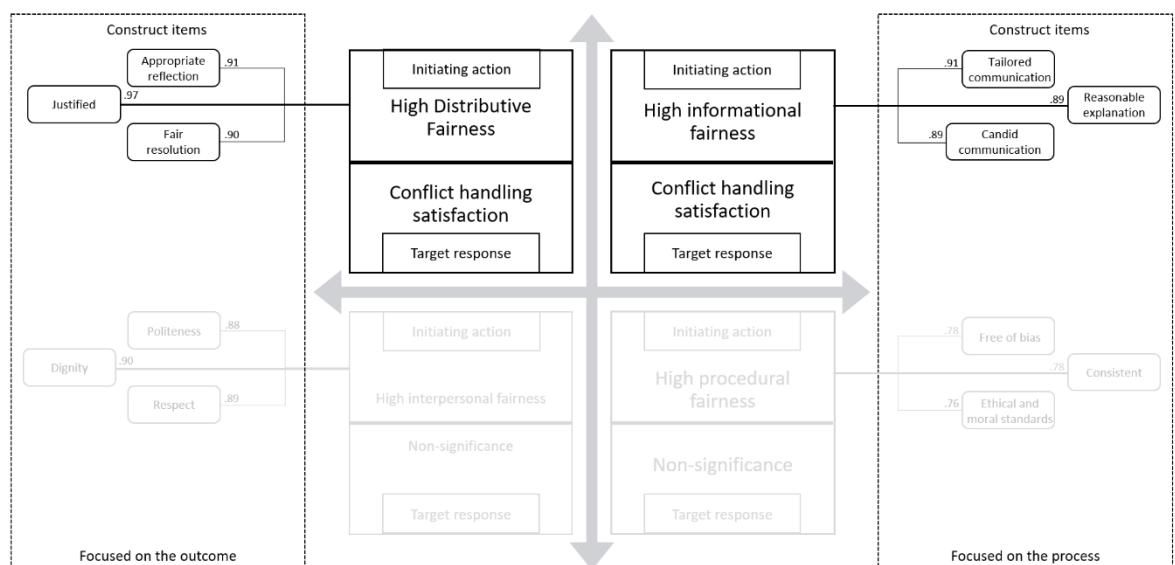 Construct items
Appropriate
reflection
.91
Justified
.97
Fair
resolution
.90
Initiating action
High Distributive
Fairness
Conflict handling
satisfaction
Target response
Initiating action
High informational
fairness
Conflict handling
satisfaction
Target response
Construct items
.91
Tailored
communication
.89
Reasonable
explanation
.89
Candid
communication
Politeness
.88
Dignity
.90
Respect
.89
Initiating action
High interpersonal fairness
Non-significance
Target response
Initiating action
High procedural
fairness
Non-significance
Target response
.78
Free of bias
.78
Consistent
.76
Ethical and
moral standards
Focused on the outcome
Focused on the process